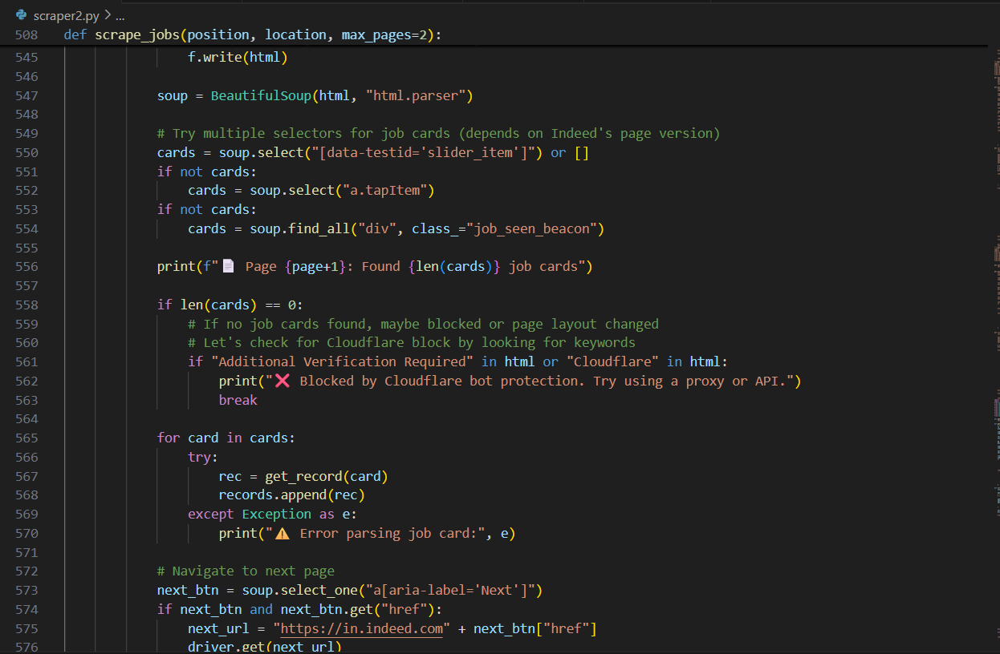 scraper2.py > ...
508 def scrape_jobs(position, location, max_pages=2):
545 f.write(html)
546
547 soup = BeautifulSoup(html, "html.parser")
548
549 # Try multiple selectors for job cards (depends on Indeed's page version)
550 cards = soup.select("[data-testid='slider_item']") or []
551 if not cards:
552 cards = soup.select("a.tapItem")
553 if not cards:
554 cards = soup.find_all("div", class_="job_seen_beacon")
555
556 print(f"📄 Page {page+1}: Found {len(cards)} job cards")
557
558 if len(cards) == 0:
559 # If no job cards found, maybe blocked or page layout changed
560 # Let's check for Cloudflare block by looking for keywords
561 if "Additional Verification Required" in html or "Cloudflare" in html:
562 print("❌ Blocked by Cloudflare bot protection. Try using a proxy or API.")
563 break
564
565 for card in cards:
566 try:
567 rec = get_record(card)
568 records.append(rec)
569 except Exception as e:
570 print("⚠️ Error parsing job card:", e)
571
572 # Navigate to next page
573 next_btn = soup.select_one("a[aria-label='Next']")
574 if next_btn and next_btn.get("href"):
575 next_url = "https://in.indeed.com" + next_btn["href"]
576 driver.get(next_url)